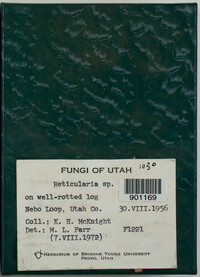 1030
FUNGI OF UTAH
Reticularia sp.
on well-rotted log
901169
Nebo Loop, Utah Co. 30.VIII.1956
Coll.: K. H. McKnight
Det.: M. L. Farr F1221
(7.VIII.1972)
HERBARIUM OF BRIGHAM YOUNG UNIVERSITY
PROVO, UTAH